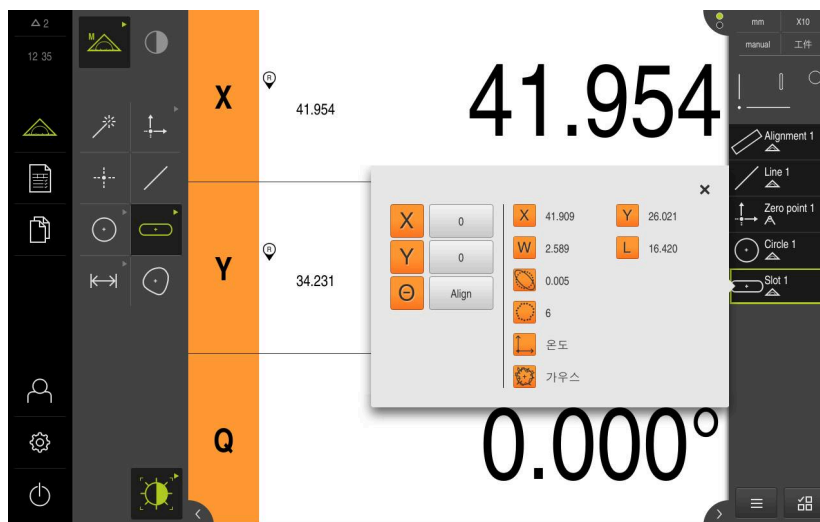 2
12 35
M
X
R
41.954
41.954
Y
R
34.231
Q
0.000°
X
0
Y
0
Θ
Align
X
41.909
Y
26.021
W
2.589
L
16.420
0.005
6
온도
가우스
mm
X10
manual
工件
Alignment 1
Line 1
Zero point 1
Circle 1
Slot 1